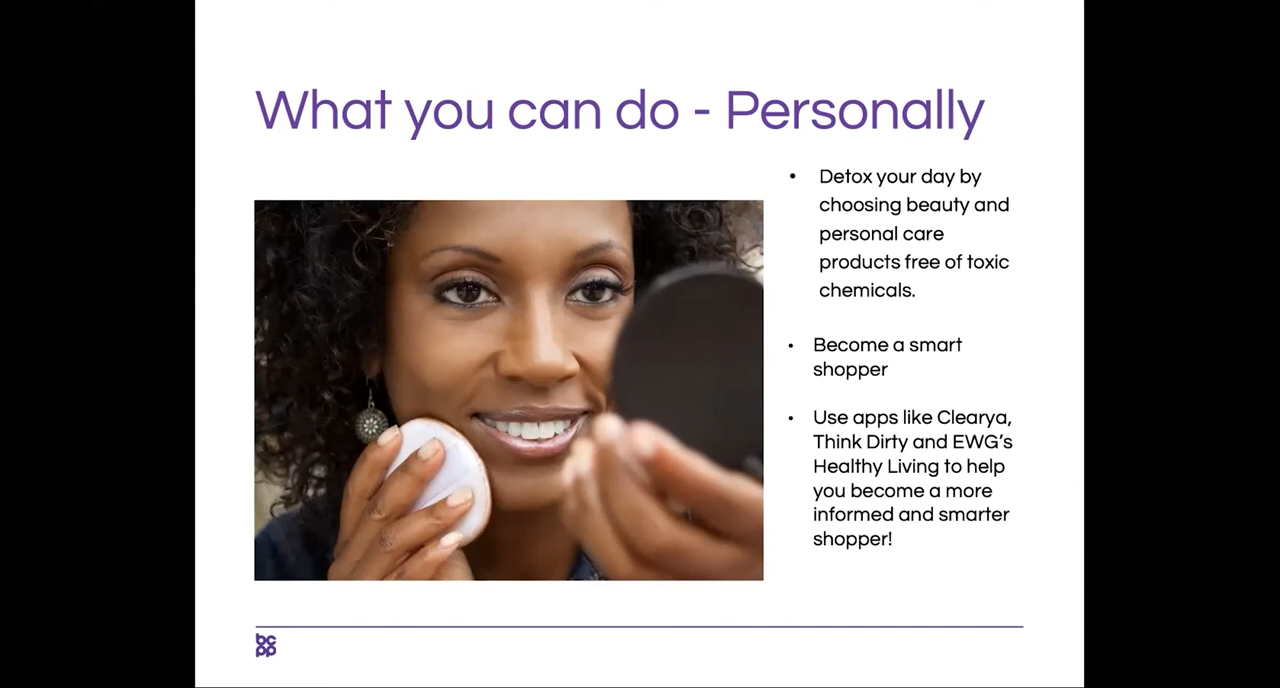 What you can do - Personally
• Detox your day by
choosing beauty and
personal care
products free of toxic
chemicals.
• Become a smart
shopper
• Use apps like Clearya,
Think Dirty and EWG’s
Healthy Living to help
you become a more
informed and smarter
shopper!
bc
pp